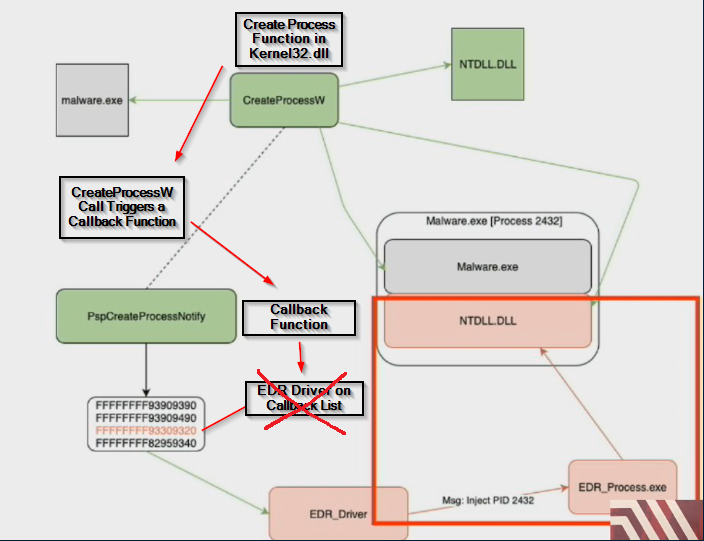 Create Process
Function in
Kernel32.dll
NTDLL.DLL
malware.exe
CreateProcessW
CreateProcessW
Call Triggers a
Callback Function
Malware.exe [Process 2432]
Malware.exe
NTDLL.DLL
PspCreateProcessNotify
Callback
Function
EDR Driver on
Callback List
FFFFFFFF93909390
FFFFFFFF93909490
FFFFFFFF93309320
FFFFFFFF82959340
EDR_Process.exe
Msg: Inject PID 2432
EDR_Driver